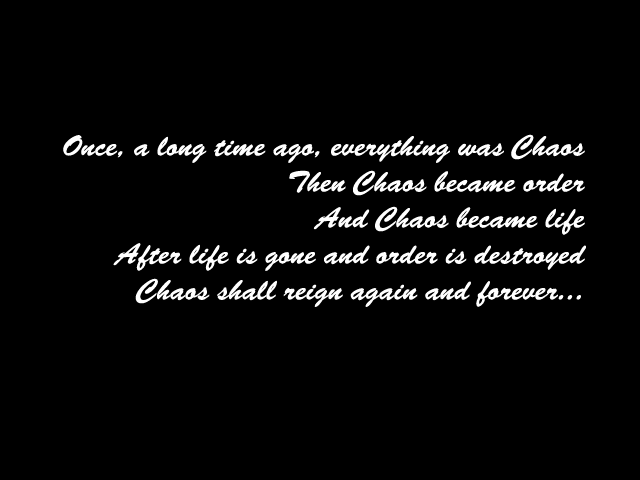 Once, a long time ago, everything was Chaos
Then Chaos became order
And Chaos became life
After life is gone and order is destroyed
Chaos shall reign again and forever...